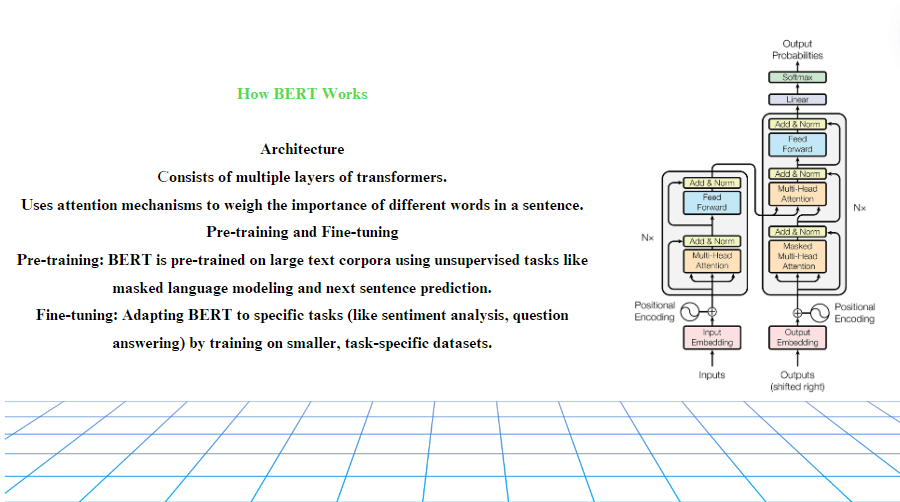 How BERT Works
Architecture
Consists of multiple layers of transformers.
Uses attention mechanisms to weigh the importance of different words in a sentence.
Pre-training and Fine-tuning
Pre-training: BERT is pre-trained on large text corpora using unsupervised tasks like
masked language modeling and next sentence prediction.
Fine-tuning: Adapting BERT to specific tasks (like sentiment analysis, question
answering) by training on smaller, task-specific datasets.
Output
Probabilities
Softmax
Linear
Add & Norm
Feed
Forward
Add & Norm
Multi-Head
Attention
Nx
Add & Norm
Masked
Multi-Head
Attention
Add & Norm
Feed
Forward
Nx
Add & Norm
Multi-Head
Attention
Positional
Encoding
Positional
Encoding
Input
Embedding
Output
Embedding
Inputs
Outputs
(shifted right)